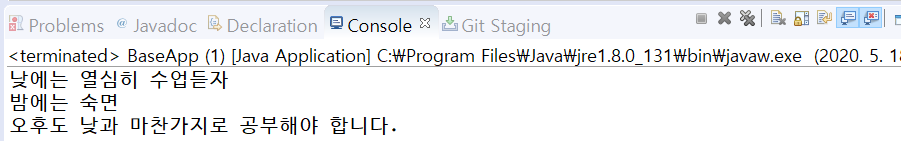 Problems @ Javadoc Declaration Console Git Staging
<terminated> BaseApp (1) [Java Application] C:₩Program Files₩Java₩jre1.8.0_131₩bin₩javaw.exe (2020. 5. 18
낮에는 열심히 수업듣자
밤에는 숙면
오후도 낮과 마찬가지로 공부해야 합니다.